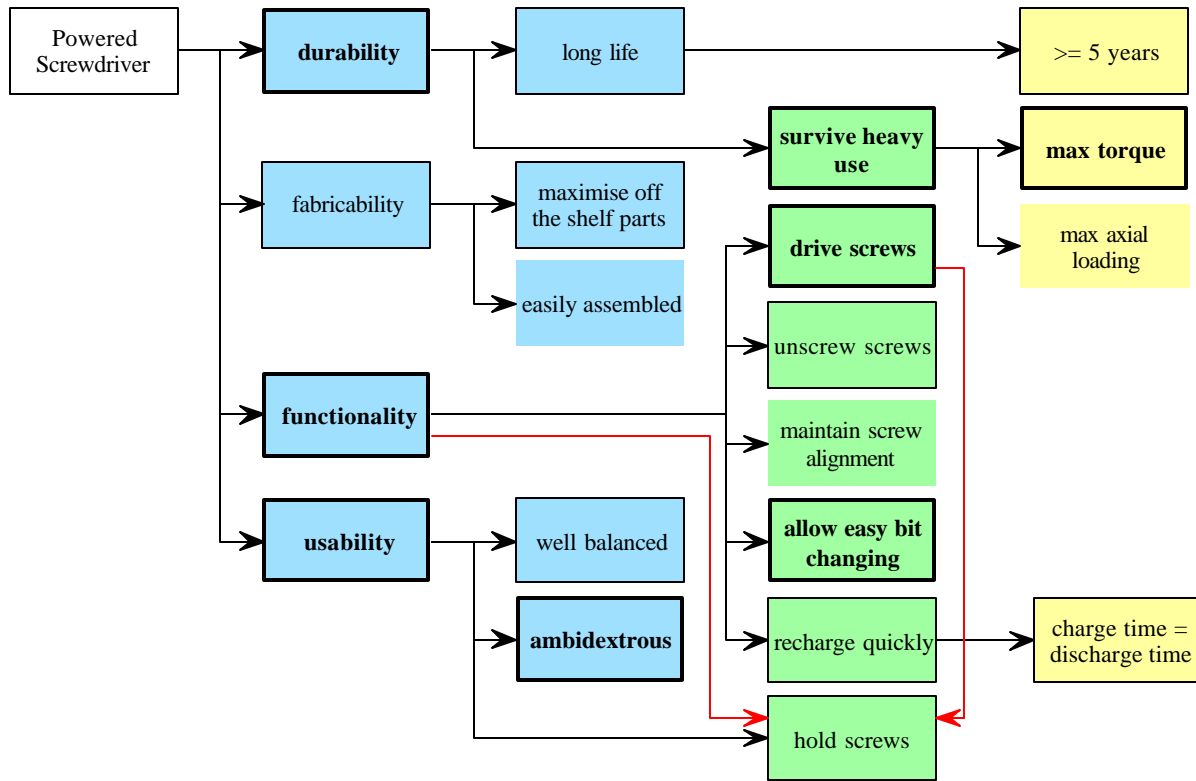 Powered
Screwdriver
durability
long life
>= 5 years
survive heavy
use
max torque
fabricability
maximise off
the shelf parts
drive screws
max axial
loading
easily assembled
unscrew screws
functionality
maintain screw
alignment
usability
well balanced
allow easy bit
changing
ambidextrous
recharge quickly
charge time =
discharge time
hold screws